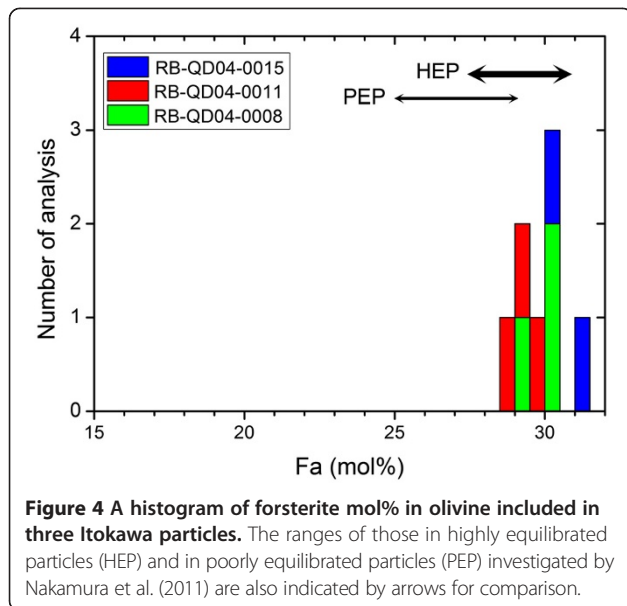 4
3
2
1
0
Number of analysis
RB-QD04-0015
RB-QD04-0011
RB-QD04-0008
HEP
PEP
15 20 25 30
Fa (mol%)
Figure 4 A histogram of forsterite mol% in olivine included in
three Itokawa particles. The ranges of those in highly equilibrated
particles (HEP) and in poorly equilibrated particles (PEP) investigated by
Nakamura et al. (2011) are also indicated by arrows for comparison.